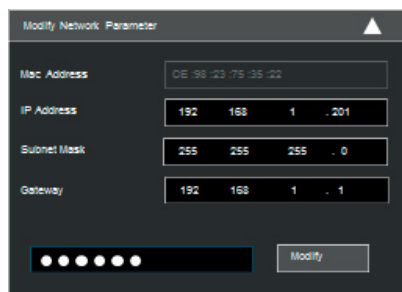 Modify Network Parameter
Mac Address CE :98 :23 :75 :35 :22
IP Address 192 168 1 . 201
Subnet Mask 255 255 255 . 0
Gateway 192 168 1 . 1
●●●●●● Modify